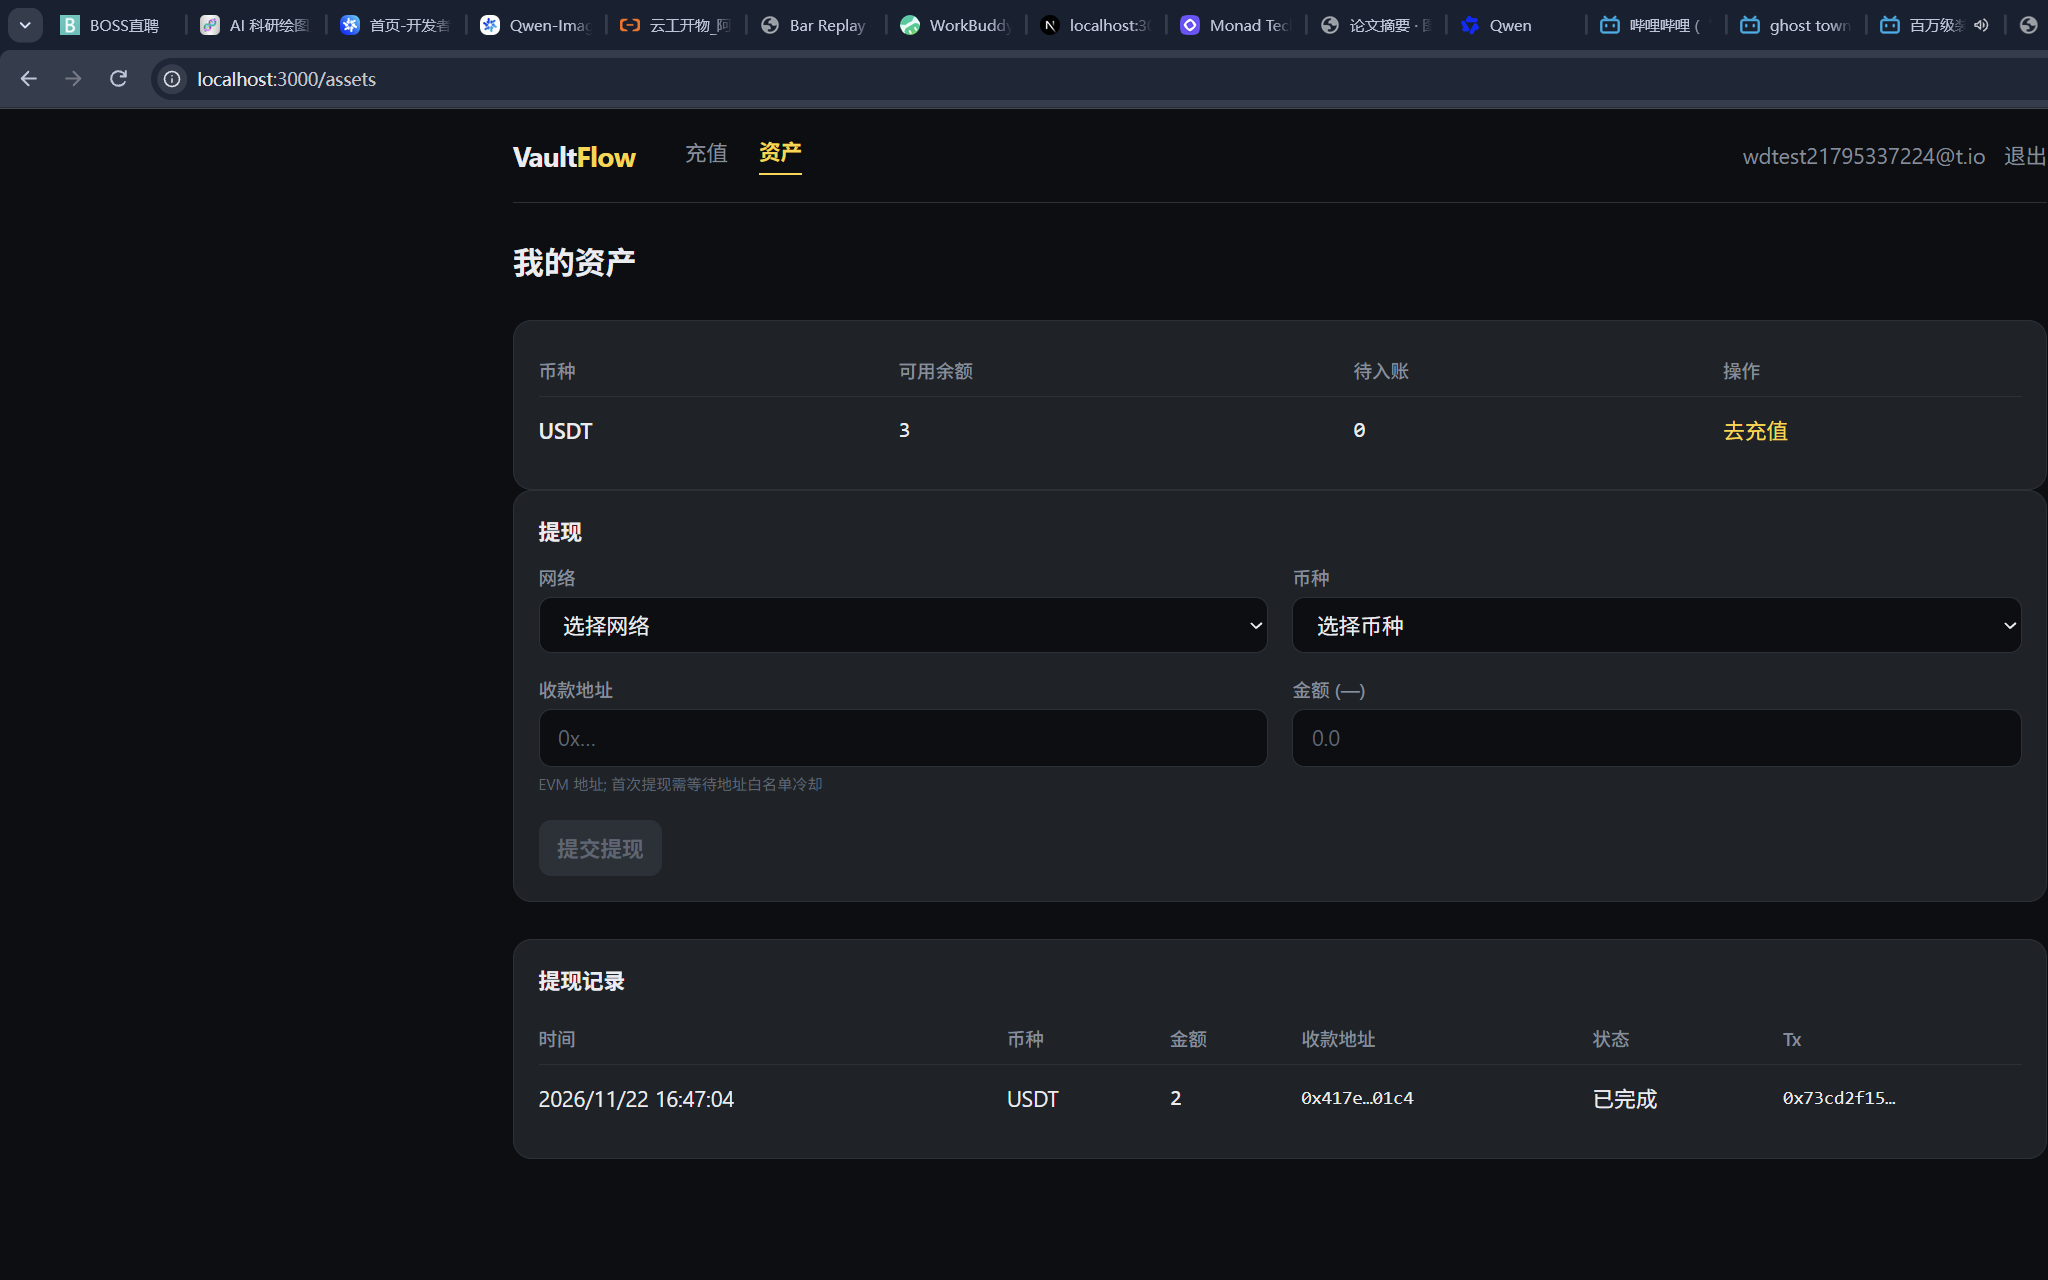 BOSS直聘
AI 科研绘图
首页-开发者
Qwen-Imag
云工开物_阿
Bar Replay
WorkBuddy
localhost:30
Monad Tec
论文摘要 ·
Qwen
哔哩哔哩 (
ghost town
百万级
localhost:3000/assets
VaultFlow
充值
资产
wdtest21795337224@t.io
退出
我的资产
币种 可用余额 待入账 操作
USDT 3 0 去充值
提现
网络 币种
选择网络 选择币种
收款地址 金额 (—)
0x... 0.0
EVM 地址; 首次提现需等待地址白名单冷却
提交提现
提现记录
时间 币种 金额 收款地址 状态 Tx
2026/11/22 16:47:04 USDT 2 0x417e…01c4 已完成 0x73cd2f15…